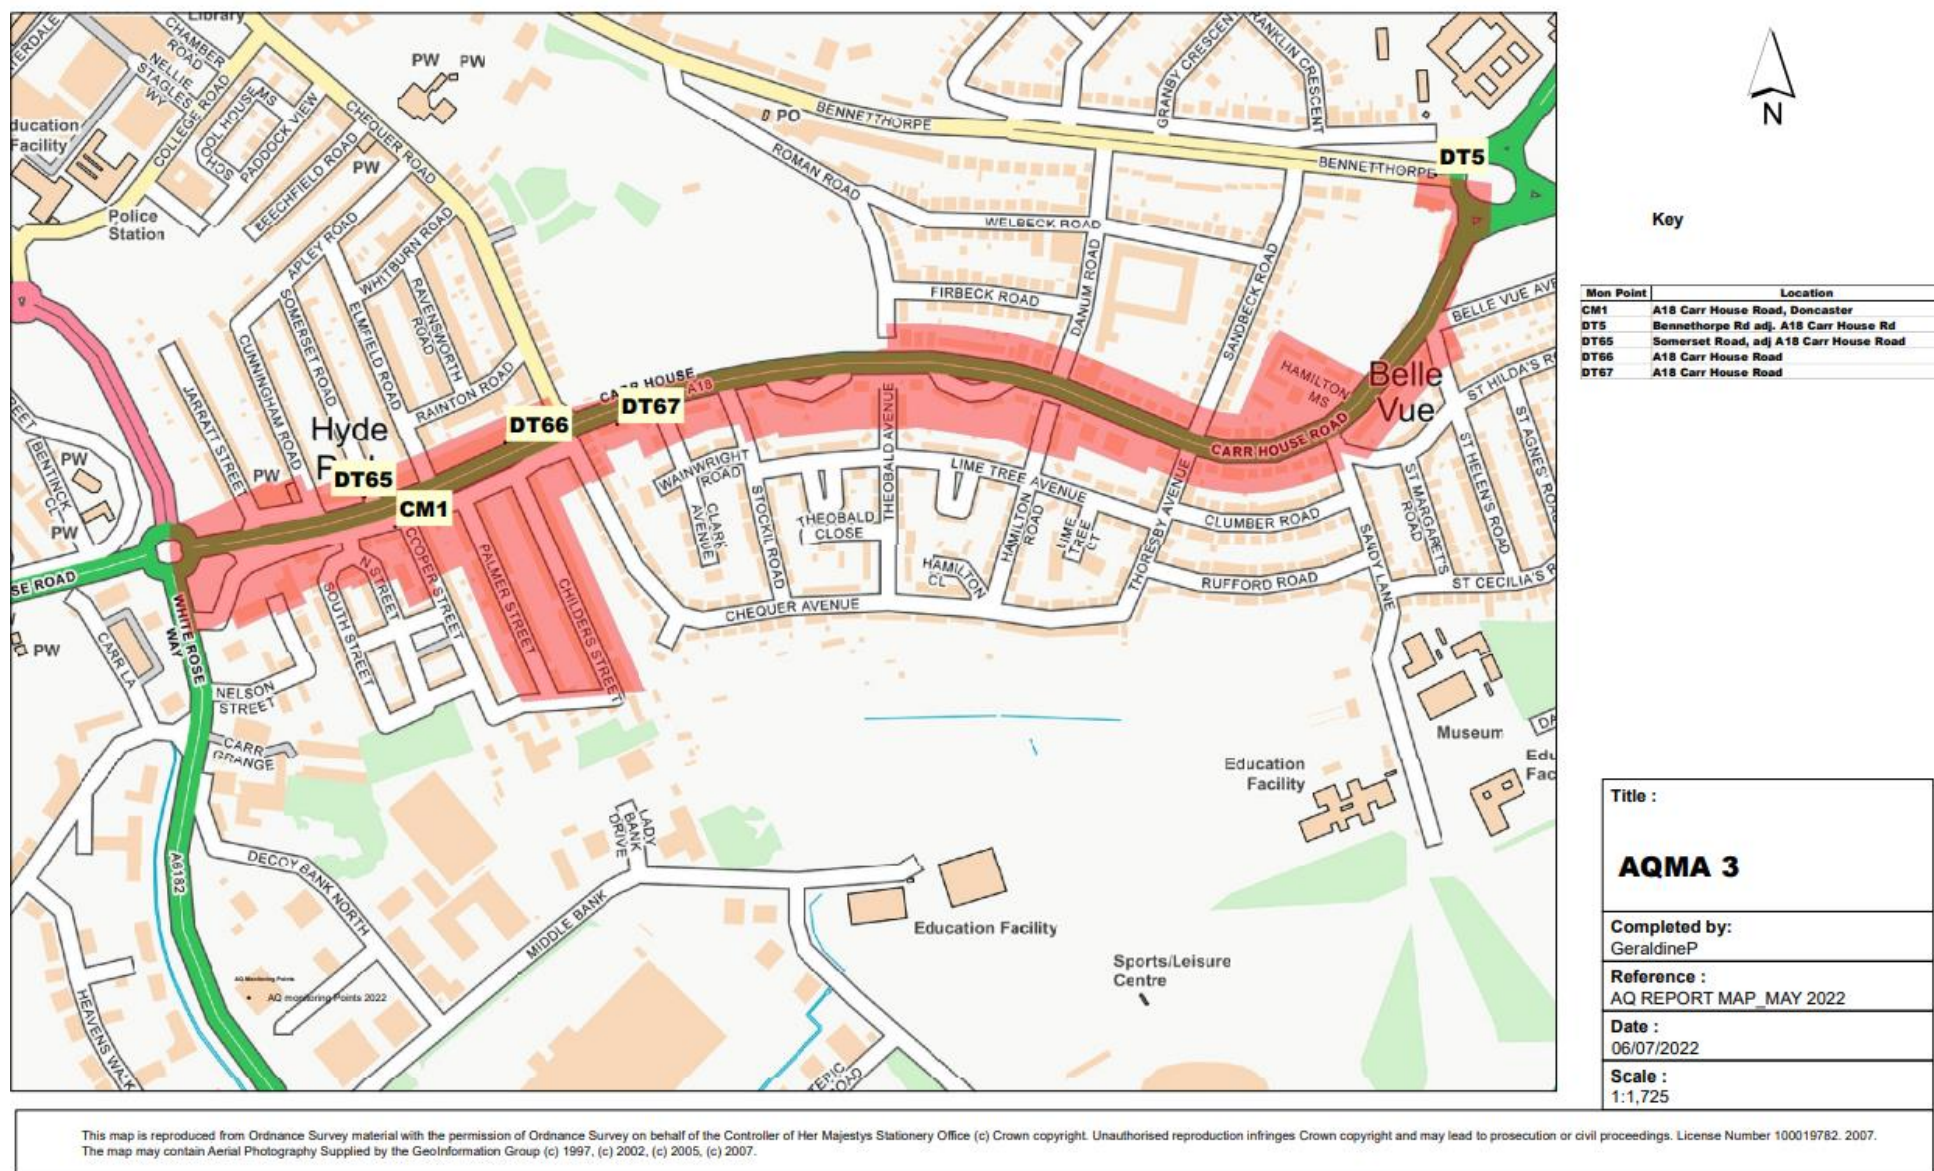 Library
CHAMBER
ROAD
NELLIE
STAGLES
WY
COLLEGE ROAD
PADDOCK VIEW
BEECHFIELD ROAD
CHEQUER ROAD
PW
PW
PW
Facility
Police
Station
APLEY ROAD
WHITBURN ROAD
RAVENSWORTH
ROAD
ELMFIELD ROAD
SOMERSET ROAD
CUNNINGHAM ROAD
JARRATT STREET
RAINTON ROAD
PO
BENNETTHORPE
ROMAN ROAD
WELBECK ROAD
FIRBECK ROAD
DANUM ROAD
SANDBECK ROAD
GRANBY CRESCENT
CRESCENT
BENNETTHORPE
DT5
HAMILTON
MS
Belle
Vue
CARR HOUSE ROAD
CARR HOUSE
A18
DT67
DT66
Hyde
DT65
CM1
PW
PW
PW
PW
BENTINCK
CL
ROAD
WHITE ROSE
WAY
CARR LA
NELSON
STREET
CARR
GRANGE
A6182
SOUTH STREET
COOPER STREET
PALMER STREET
CHILDERS STREET
WAINWRIGHT
ROAD
CLARK
AVENUE
STOCKIL ROAD
THEOBALD
CLOSE
THEOBALD AVENUE
LIME TREE AVENUE
HAMILTON
ROAD
LIME
TREE
CT
HAMILTON
CL
CHEQUER AVENUE
THORESBY AVENUE
CLUMBER ROAD
RUFFORD ROAD
SANDY LANE
ST MARGARET'S
ROAD
ST HELEN'S ROAD
ST CECILIA'S
Museum
Education
Facility
Education Facility
Sports/Leisure
Centre
LADY
BANK
DRIVE
MIDDLE BANK
DECOY BANK NORTH
HEAVENS WALK
AQ Monitoring Points
AQ monitoring Points 2022
N
Key
Mon Point Location
CM1 A18 Carr House Road, Doncaster
DT5 Bennethorpe Rd adj. A18 Carr House Rd
DT65 Somerset Road, adj A18 Carr House Road
DT66 A18 Carr House Road
DT67 A18 Carr House Road
Title :
AQMA 3
Completed by:
GeraldineP
Reference :
AQ REPORT MAP_MAY 2022
Date :
06/07/2022
Scale :
1:1,725
This map is reproduced from Ordnance Survey material with the permission of Ordnance Survey on behalf of the Controller of Her Majestys Stationery Office (c) Crown copyright. Unauthorised reproduction infringes Crown copyright and may lead to prosecution or civil proceedings. License Number 100019782. 2007.
The map may contain Aerial Photography Supplied by the GeoInformation Group (c) 1997, (c) 2002, (c) 2005, (c) 2007.